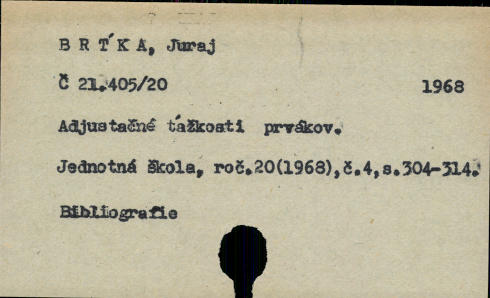 B R Ť K A, Juraj
Č 21.405/20 1968
Adjustačné ťažkosti prvákov.
Jednotná škola, roč.20(1968),č.4,s.304-314.
Bibliografie